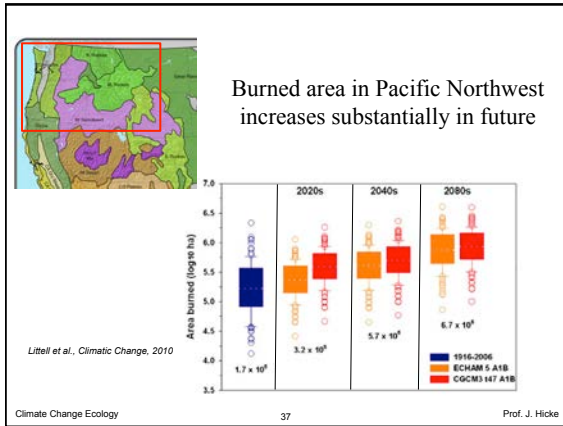 Burned area in Pacific Northwest
increases substantially in future
2020s 2040s 2080s
Area burned (log10 ha)
7.0
6.5
6.0
5.5
5.0
4.5
4.0
3.5
1.7 x 10⁵
3.2 x 10⁵
5.7 x 10⁵
6.7 x 10⁵
1916-2006
ECHAM 5 A1B
CGCM3 t47 A1B
Littell et al., Climatic Change, 2010
Climate Change Ecology 37 Prof. J. Hicke